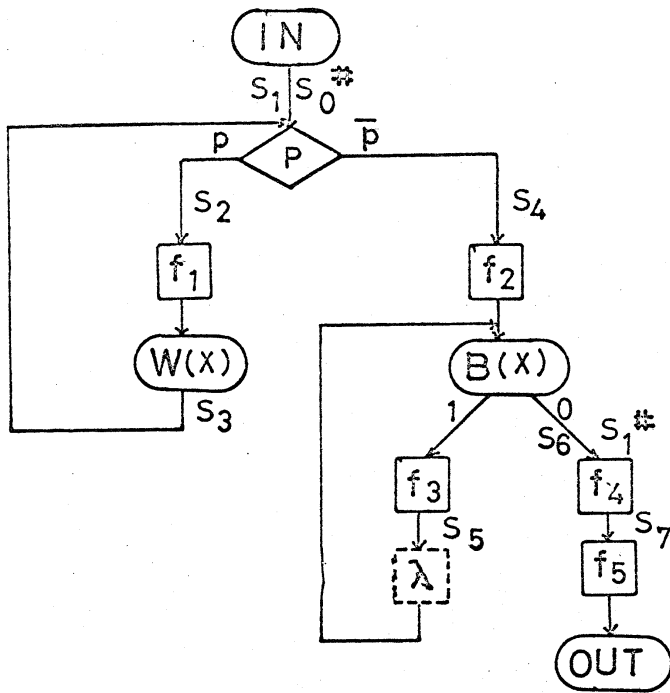 IN
S₁ S₀#
p P p̅
S₂ S₄
f₁ f₂
W(X) B(X)
S₃ 1 0
S₆ S₁#
f₃ f₄
S₅ S₇
λ f₅
OUT